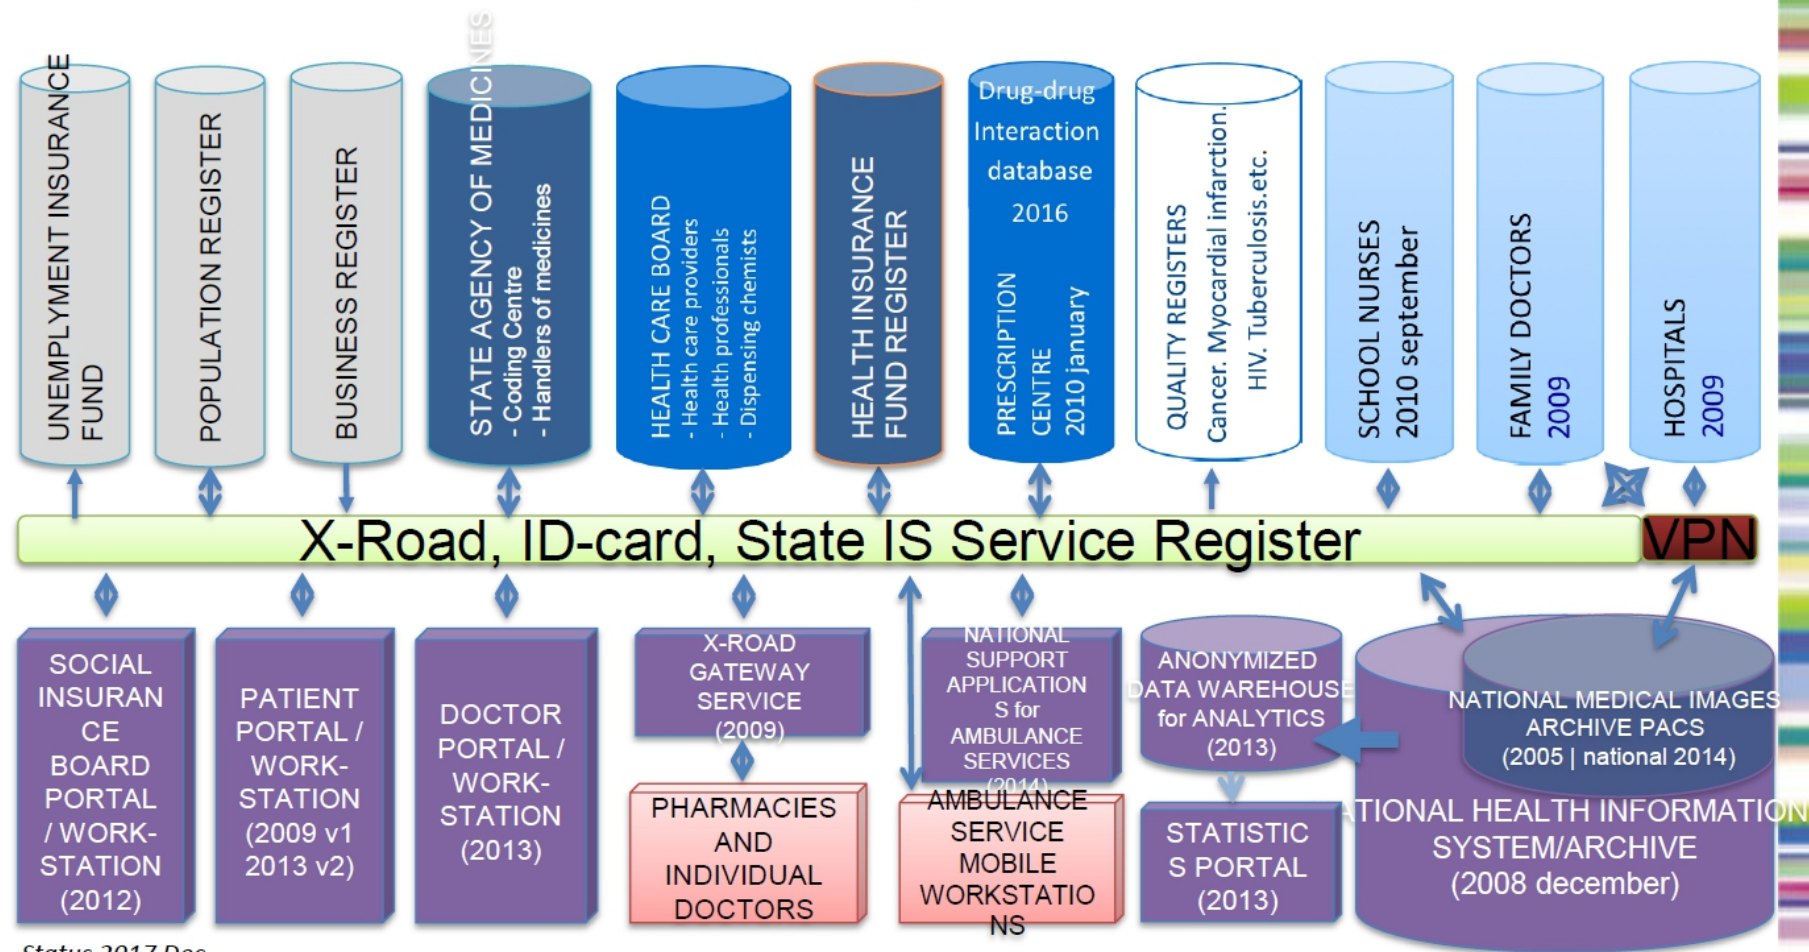 UNEMPLYMENT INSURANCE
FUND
POPULATION REGISTER
BUSINESS REGISTER
STATE AGENCY OF MEDICINES
- Coding Centre
- Handlers of medicines
HEALTH CARE BOARD
- Health care providers
- Health professionals
- Dispensing chemists
HEALTH INSURANCE
FUND REGISTER
Drug-drug
Interaction
database
2016
PRESCRIPTION
CENTRE
2010 january
QUALITY REGISTERS
Cancer. Myocardial infarction.
HIV. Tuberculosis.etc.
SCHOOL NURSES
2010 september
FAMILY DOCTORS
2009
HOSPITALS
2009
X-Road, ID-card, State IS Service Register
VPN
SOCIAL
INSURAN
CE
BOARD
PORTAL
/ WORK-
STATION
(2012)
PATIENT
PORTAL /
WORK-
STATION
(2009 v1
2013 v2)
DOCTOR
PORTAL /
WORK-
STATION
(2013)
X-ROAD
GATEWAY
SERVICE
(2009)
PHARMACIES
AND
INDIVIDUAL
DOCTORS
NATIONAL
SUPPORT
APPLICATION
S for
AMBULANCE
SERVICES
(2014)
AMBULANCE
SERVICE
MOBILE
WORKSTATIO
NS
ANONYMIZED
DATA WAREHOUSE
for ANALYTICS
(2013)
STATISTIC
S PORTAL
(2013)
NATIONAL MEDICAL IMAGES
ARCHIVE PACS
(2005 | national 2014)
ATIONAL HEALTH INFORMATION
SYSTEM/ARCHIVE
(2008 december)
Status 2017 Dec